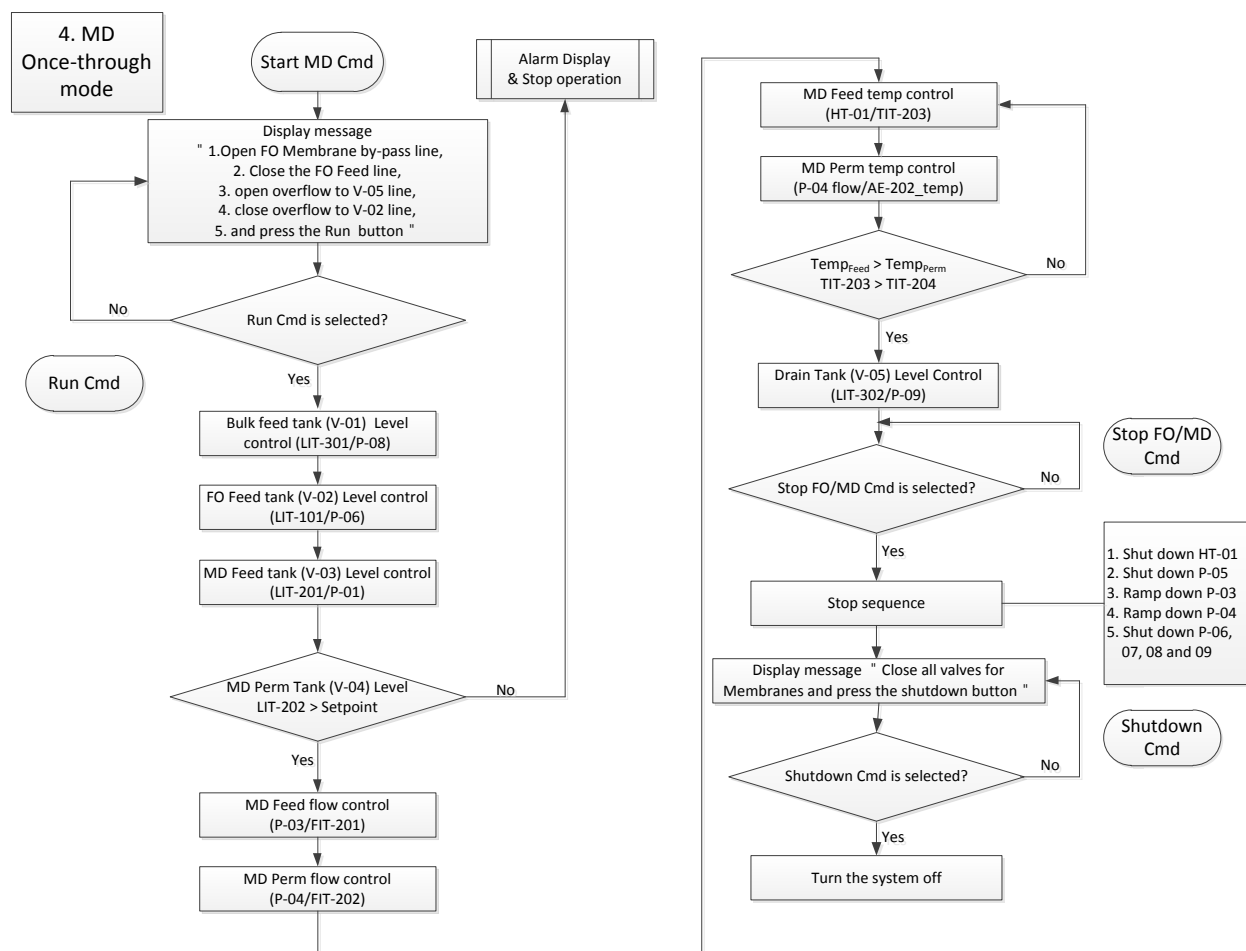 4. MD
Once-through
mode
Start MD Cmd
Alarm Display
& Stop operation
Display message
" 1.Open FO Membrane by-pass line,
2. Close the FO Feed line,
3. open overflow to V-05 line,
4. close overflow to V-02 line,
5. and press the Run button "
No
Run Cmd is selected?
Run Cmd
Yes
Bulk feed tank (V-01) Level
control (LIT-301/P-08)
FO Feed tank (V-02) Level control
(LIT-101/P-06)
MD Feed tank (V-03) Level control
(LIT-201/P-01)
MD Perm Tank (V-04) Level
LIT-202 > Setpoint
No
Yes
MD Feed flow control
(P-03/FIT-201)
MD Perm flow control
(P-04/FIT-202)
MD Feed temp control
(HT-01/TIT-203)
MD Perm temp control
(P-04 flow/AE-202_temp)
TempFeed > TempPerm
TIT-203 > TIT-204
No
Yes
Drain Tank (V-05) Level Control
(LIT-302/P-09)
Stop FO/MD
Cmd
Stop FO/MD Cmd is selected?
No
Yes
Stop sequence
1. Shut down HT-01
2. Shut down P-05
3. Ramp down P-03
4. Ramp down P-04
5. Shut down P-06,
07, 08 and 09
Display message " Close all valves for
Membranes and press the shutdown button "
Shutdown
Cmd
Shutdown Cmd is selected?
No
Yes
Turn the system off